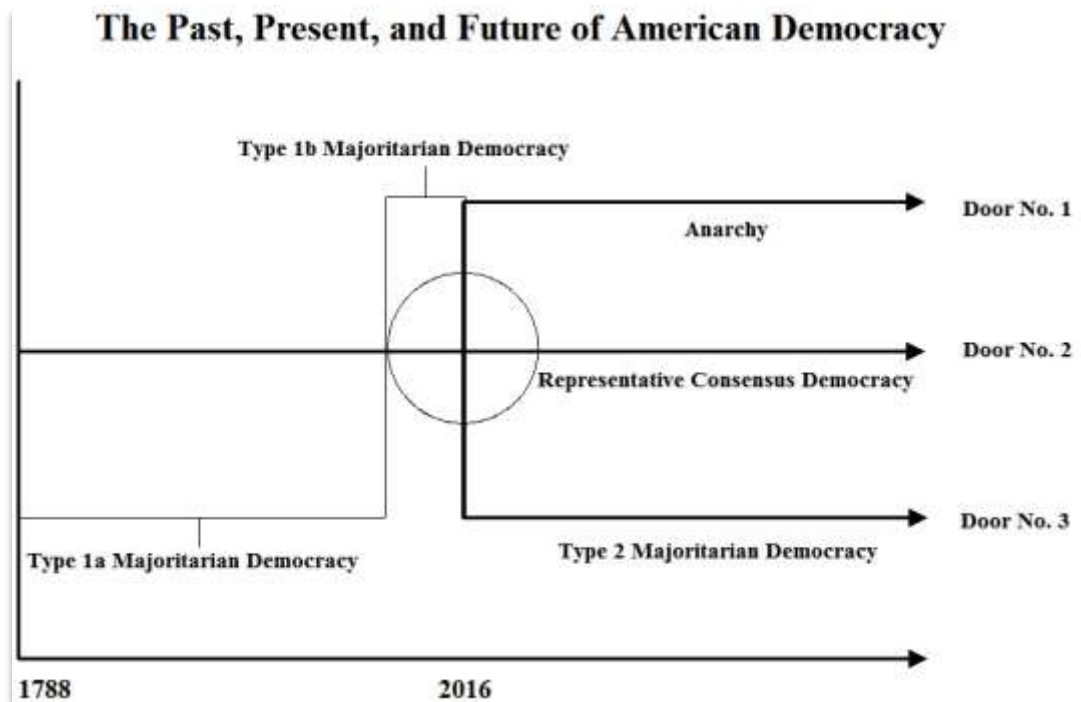 The Past, Present, and Future of American Democracy
Type 1b Majoritarian Democracy
Door No. 1
Anarchy
Door No. 2
Representative Consensus Democracy
Door No. 3
Type 1a Majoritarian Democracy
Type 2 Majoritarian Democracy
1788
2016